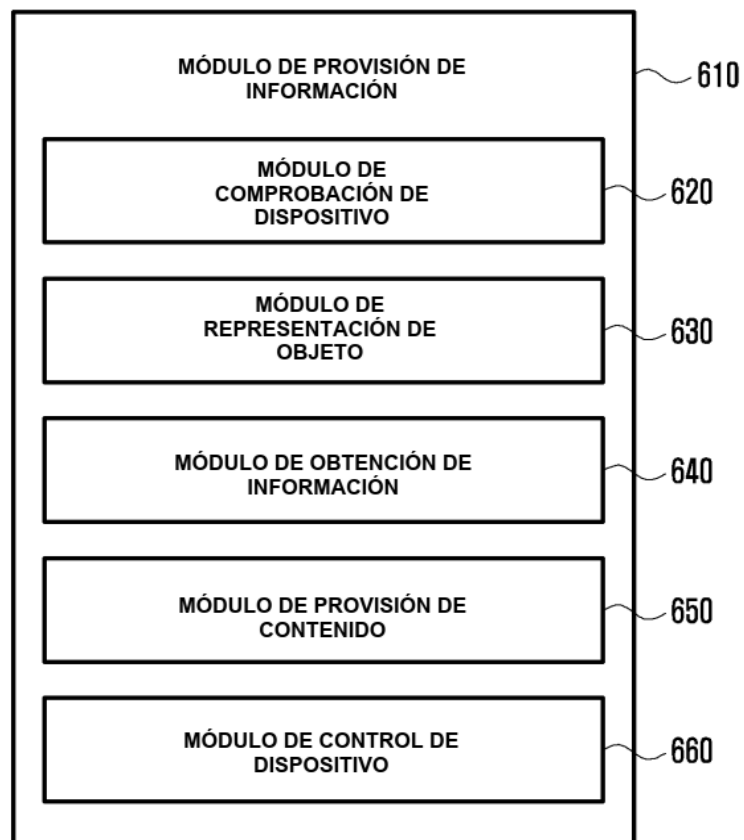 MÓDULO DE PROVISIÓN DE
INFORMACIÓN
610
MÓDULO DE
COMPROBACIÓN DE
DISPOSITIVO
620
MÓDULO DE
REPRESENTACIÓN DE
OBJETO
630
MÓDULO DE OBTENCIÓN DE
INFORMACIÓN
640
MÓDULO DE PROVISIÓN DE
CONTENIDO
650
MÓDULO DE CONTROL DE
DISPOSITIVO
660